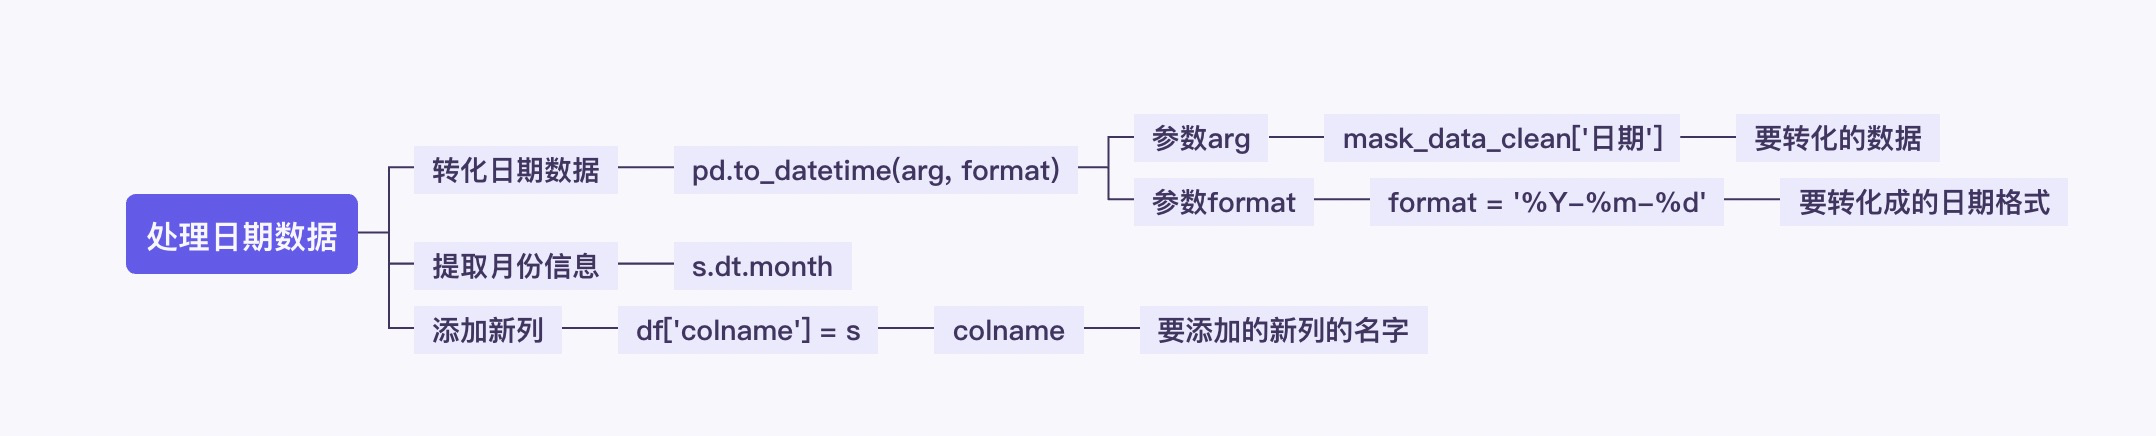 处理日期数据
转化日期数据
pd.to_datetime(arg, format)
参数arg
mask_data_clean['日期']
要转化的数据
参数format
format = '%Y-%m-%d'
要转化成的日期格式
提取月份信息
s.dt.month
添加新列
df['colname'] = s
colname
要添加的新列的名字